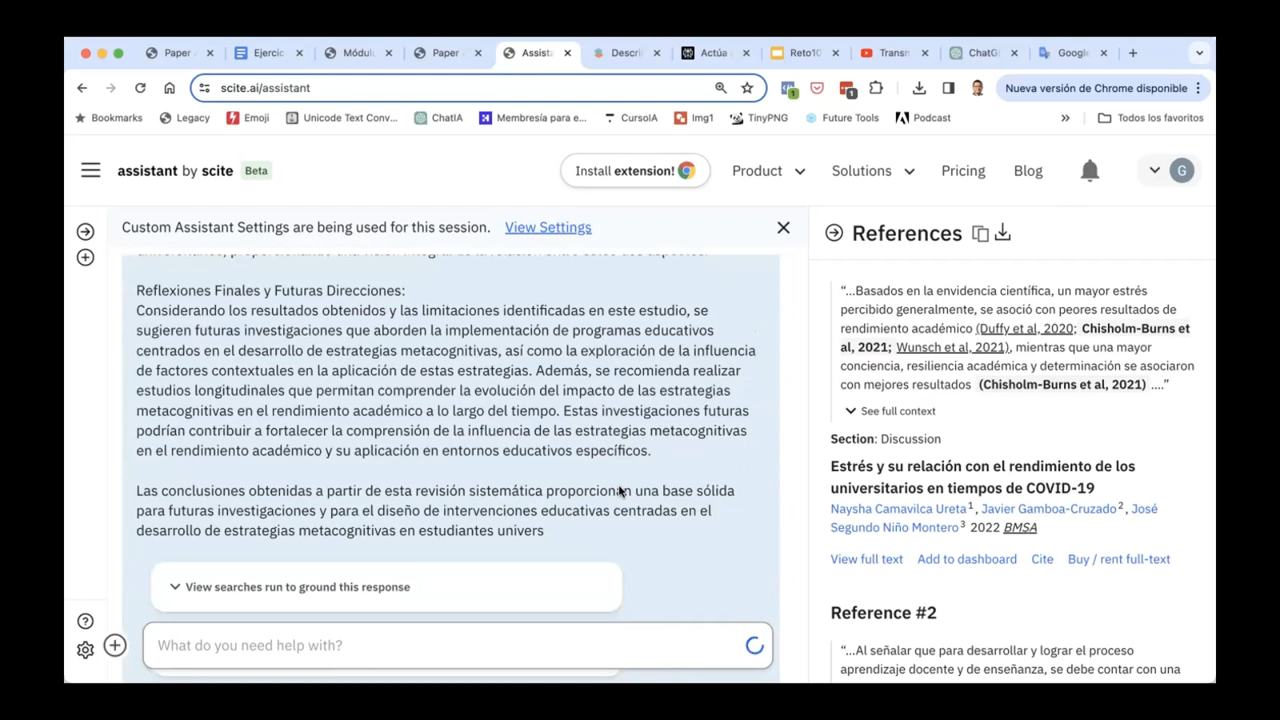 Paper
Ejercic
Módul
Paper
Assista
Descri
Actúa
Reto10
Transn
ChatG
Google
scite.ai/assistant
1
1
Nueva versión de Chrome disponible
Bookmarks
Legacy
Emoji
Unicode Text Conv...
ChatIA
Membresía para e...
CursoIA
Img1
TinyPNG
Future Tools
Podcast
Todos los favoritos
assistant by scite
Beta
Install extension!
Product
Solutions
Pricing
Blog
G
Custom Assistant Settings are being used for this session. View Settings
Reflexiones Finales y Futuras Direcciones:
Considerando los resultados obtenidos y las limitaciones identificadas en este estudio, se
sugieren futuras investigaciones que aborden la implementación de programas educativos
centrados en el desarrollo de estrategias metacognitivas, así como la exploración de la influencia
de factores contextuales en la aplicación de estas estrategias. Además, se recomienda realizar
estudios longitudinales que permitan comprender la evolución del impacto de las estrategias
metacognitivas en el rendimiento académico a lo largo del tiempo. Estas investigaciones futuras
podrían contribuir a fortalecer la comprensión de la influencia de las estrategias metacognitivas
en el rendimiento académico y su aplicación en entornos educativos específicos.
Las conclusiones obtenidas a partir de esta revisión sistemática proporcionan una base sólida
para futuras investigaciones y para el diseño de intervenciones educativas centradas en el
desarrollo de estrategias metacognitivas en estudiantes univers
View searches run to ground this response
What do you need help with?
References
“...Basados en la envidencia científica, un mayor estrés
percibido generalmente, se asoció con peores resultados de
rendimiento académico (Duffy et al, 2020; Chisholm-Burns et
al, 2021; Wunsch et al, 2021), mientras que una mayor
conciencia, resiliencia académica y determinación se asociaron
con mejores resultados (Chisholm-Burns et al, 2021) ....”
See full context
Section: Discussion
Estrés y su relación con el rendimiento de los
universitarios en tiempos de COVID-19
Naysha Camavilca Ureta1, Javier Gamboa-Cruzado2, José
Segundo Niño Montero3 2022 BMSA
View full text Add to dashboard Cite Buy / rent full-text
Reference #2
“...Al señalar que para desarrollar y lograr el proceso
aprendizaje docente y de enseñanza, se debe contar con una